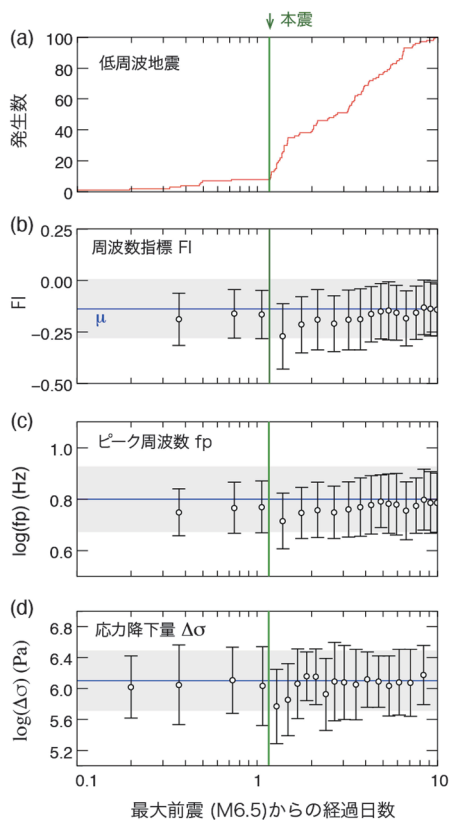 本震
(a)
低周波地震
発生数
100
80
60
40
20
0
(b)
周波数指標 FI
FI
0.25
0.00
−0.25
−0.50
μ
(c)
ピーク周波数 fp
log(fp) (Hz)
1.0
0.8
0.6
(d)
応力降下量 Δσ
log(Δσ) (Pa)
6.8
6.4
6.0
5.6
5.2
0.1 1 10
最大前震 (M6.5)からの経過日数